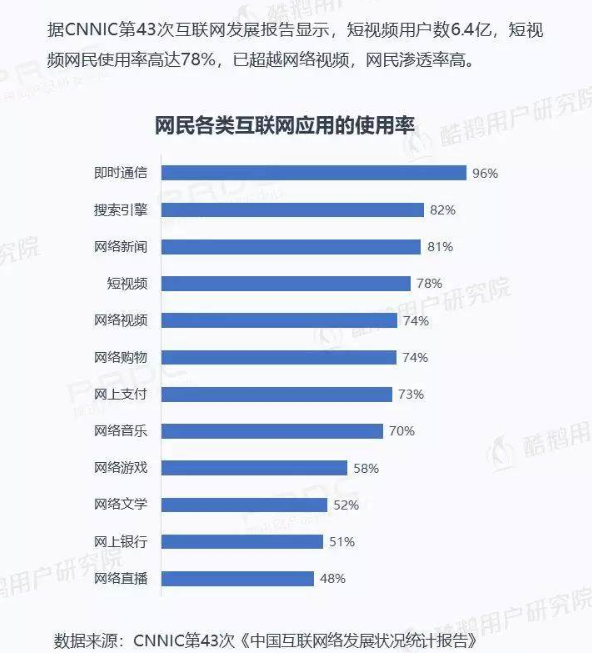 据CNNIC第43次互联网发展报告显示，短视频用户数6.4亿，短视
频网民使用率高达78%，已超越网络视频，网民渗透率高。
网民各类互联网应用的使用率
即时通信 96%
搜索引擎 82%
网络新闻 81%
短视频 78%
网络视频 74%
网络购物 74%
网上支付 73%
网络音乐 70%
网络游戏 58%
网络文学 52%
网上银行 51%
网络直播 48%
数据来源：CNNIC第43次《中国互联网络发展状况统计报告》
酷鹅用户研究院